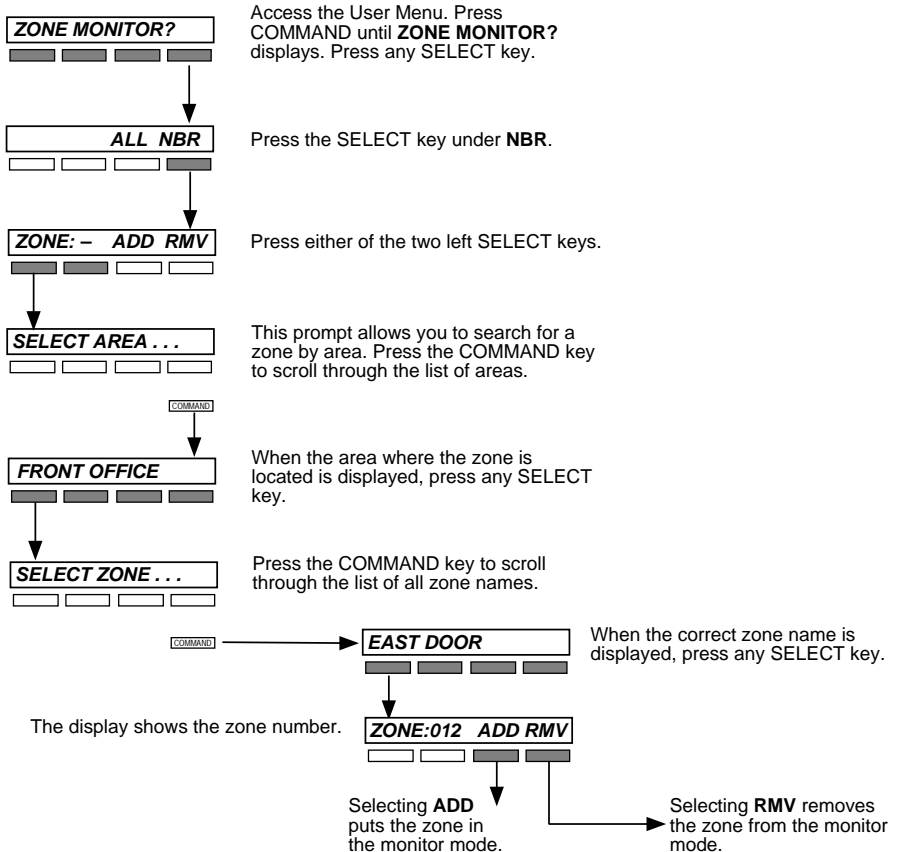 ZONE MONITOR?
Access the User Menu. Press
COMMAND until ZONE MONITOR?
displays. Press any SELECT key.
ALL NBR
Press the SELECT key under NBR.
ZONE: – ADD RMV
Press either of the two left SELECT keys.
SELECT AREA . . .
This prompt allows you to search for a
zone by area. Press the COMMAND key
to scroll through the list of areas.
COMMAND
FRONT OFFICE
When the area where the zone is
located is displayed, press any SELECT
key.
SELECT ZONE . . .
Press the COMMAND key to scroll
through the list of all zone names.
COMMAND
EAST DOOR
When the correct zone name is
displayed, press any SELECT key.
The display shows the zone number.
ZONE:012 ADD RMV
Selecting ADD
puts the zone in
the monitor mode.
Selecting RMV removes
the zone from the monitor
mode.